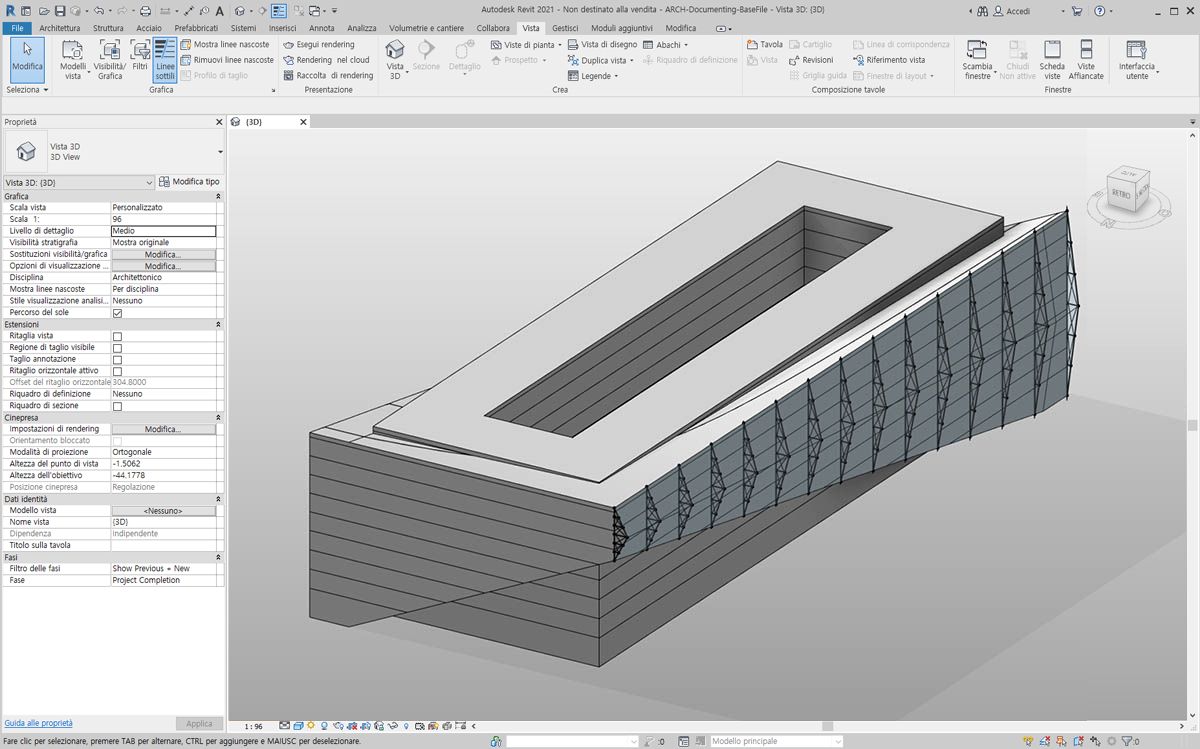 Autodesk Revit 2021 - Non destinato alla vendita - ARCH-Documenting-BaseFile - Vista 3D: {3D}
Accedi
File Architettura Struttura Acciaio Prefabbricati Sistemi Inserisci Annota Analizza Volumetrie e cantiere Collabora Vista Gestisci Moduli aggiuntivi Modifica
Modifica
Modelli vista
Visibilità/ Grafica
Filtri
Linee sottili
Mostra linee nascoste
Rimuovi linee nascoste
Profilo di taglio
Esegui rendering
Rendering nel cloud
Raccolta di rendering
Vista 3D
Sezione
Dettaglio
Viste di pianta
Prospetto
Vista di disegno
Duplica vista
Legende
Abachi
Riquadro di definizione
Tavola
Vista
Cartiglio
Revisioni
Griglia guida
Linea di corrispondenza
Riferimento vista
Finestre di layout
Scambia finestre
Chiudi Non attive
Scheda viste
Viste Affiancate
Interfaccia utente
Seleziona
Grafica
Presentazione
Crea
Composizione tavole
Finestre
Proprietà
{3D}
Vista 3D
3D View
Vista 3D: {3D}
Modifica tipo
Grafica
Scala vista Personalizzato
Scala 1: 96
Livello di dettaglio Medio
Visibilità stratigrafia Mostra originale
Sostituzioni visibilità/grafica Modifica...
Opzioni di visualizzazione ... Modifica...
Disciplina Architettonico
Mostra linee nascoste Per disciplina
Stile visualizzazione analisi... Nessuno
Percorso del sole
Estensioni
Ritaglia vista
Regione di taglio visibile
Taglio annotazione
Ritaglio orizzontale attivo
Offset del ritaglio orizzontale 304.8000
Riquadro di definizione Nessuno
Riquadro di sezione
Cinepresa
Impostazioni di rendering Modifica...
Orientamento bloccato
Modalità di proiezione Ortogonale
Altezza del punto di vista -1.5062
Altezza dell'obiettivo -44.1778
Posizione cinepresa Regolazione
Dati identità
Modello vista <Nessuno>
Nome vista {3D}
Dipendenza Indipendente
Titolo sulla tavola
Fasi
Filtro delle fasi Show Previous + New
Fase Project Completion
RETRO
Guida alle proprietà
Applica
1 : 96
Fare clic per selezionare, premere TAB per alternare, CTRL per aggiungere e MAIUSC per deselezionare.
:0
Modello principale
:0